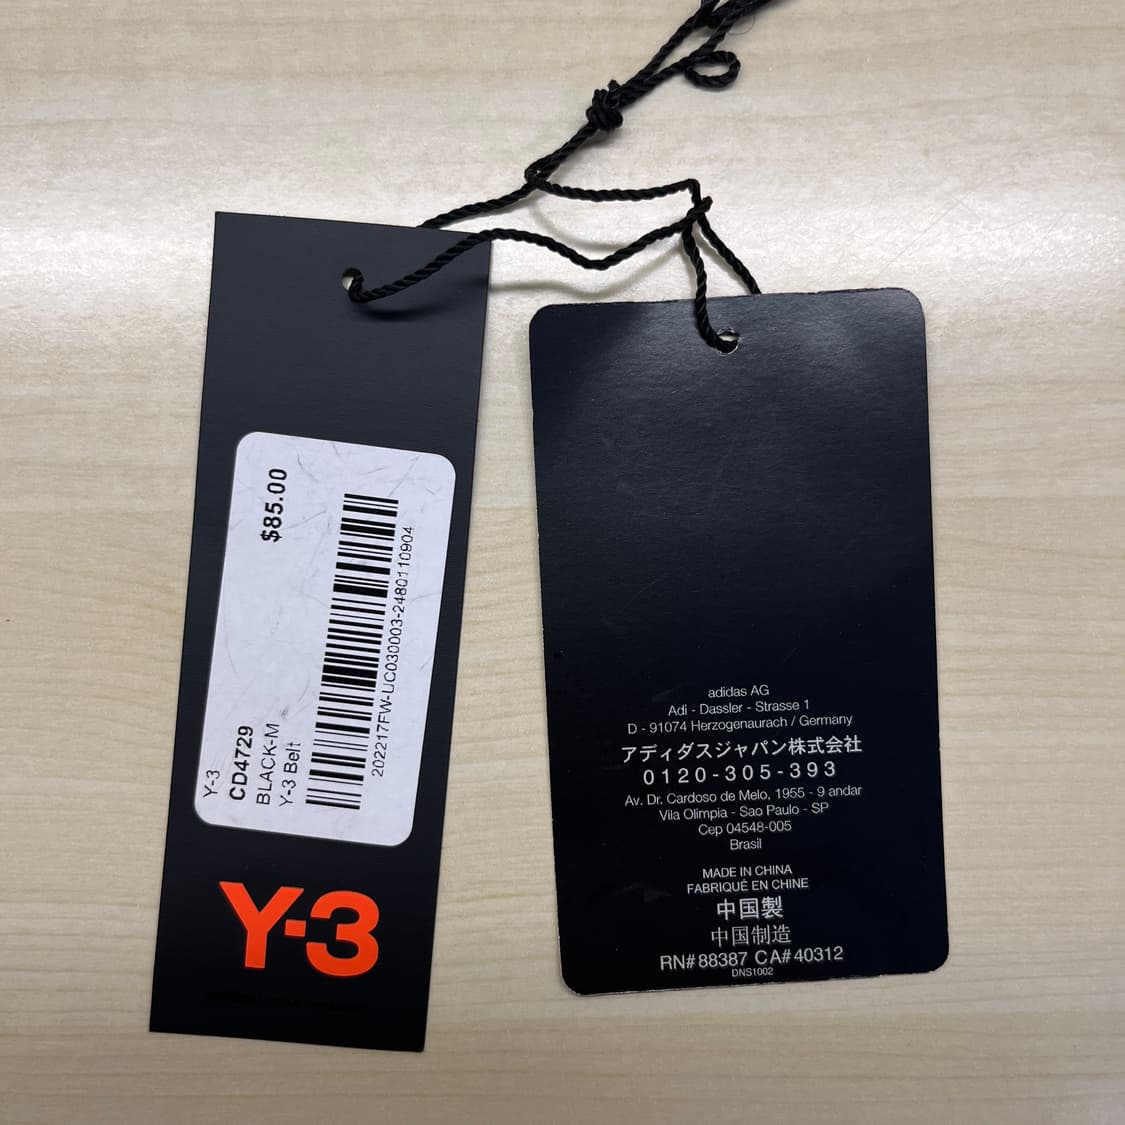 $85.00
Y-3
CD4729
BLACK-M
Y-3 Belt
202217FW-UC030003-2480110904
Y-3
adidas AG
Adi - Dassler - Strasse 1
D - 91074 Herzogenaurach / Germany
アディダスジャパン株式会社
0120-305-393
Av. Dr. Cardoso de Melo, 1955 - 9 andar
Vila Olimpia - Sao Paulo - SP
Cep 04548-005
Brasil
MADE IN CHINA
FABRIQUÉ EN CHINE
中国製
中国制造
RN# 88387 CA# 40312
DNS1002